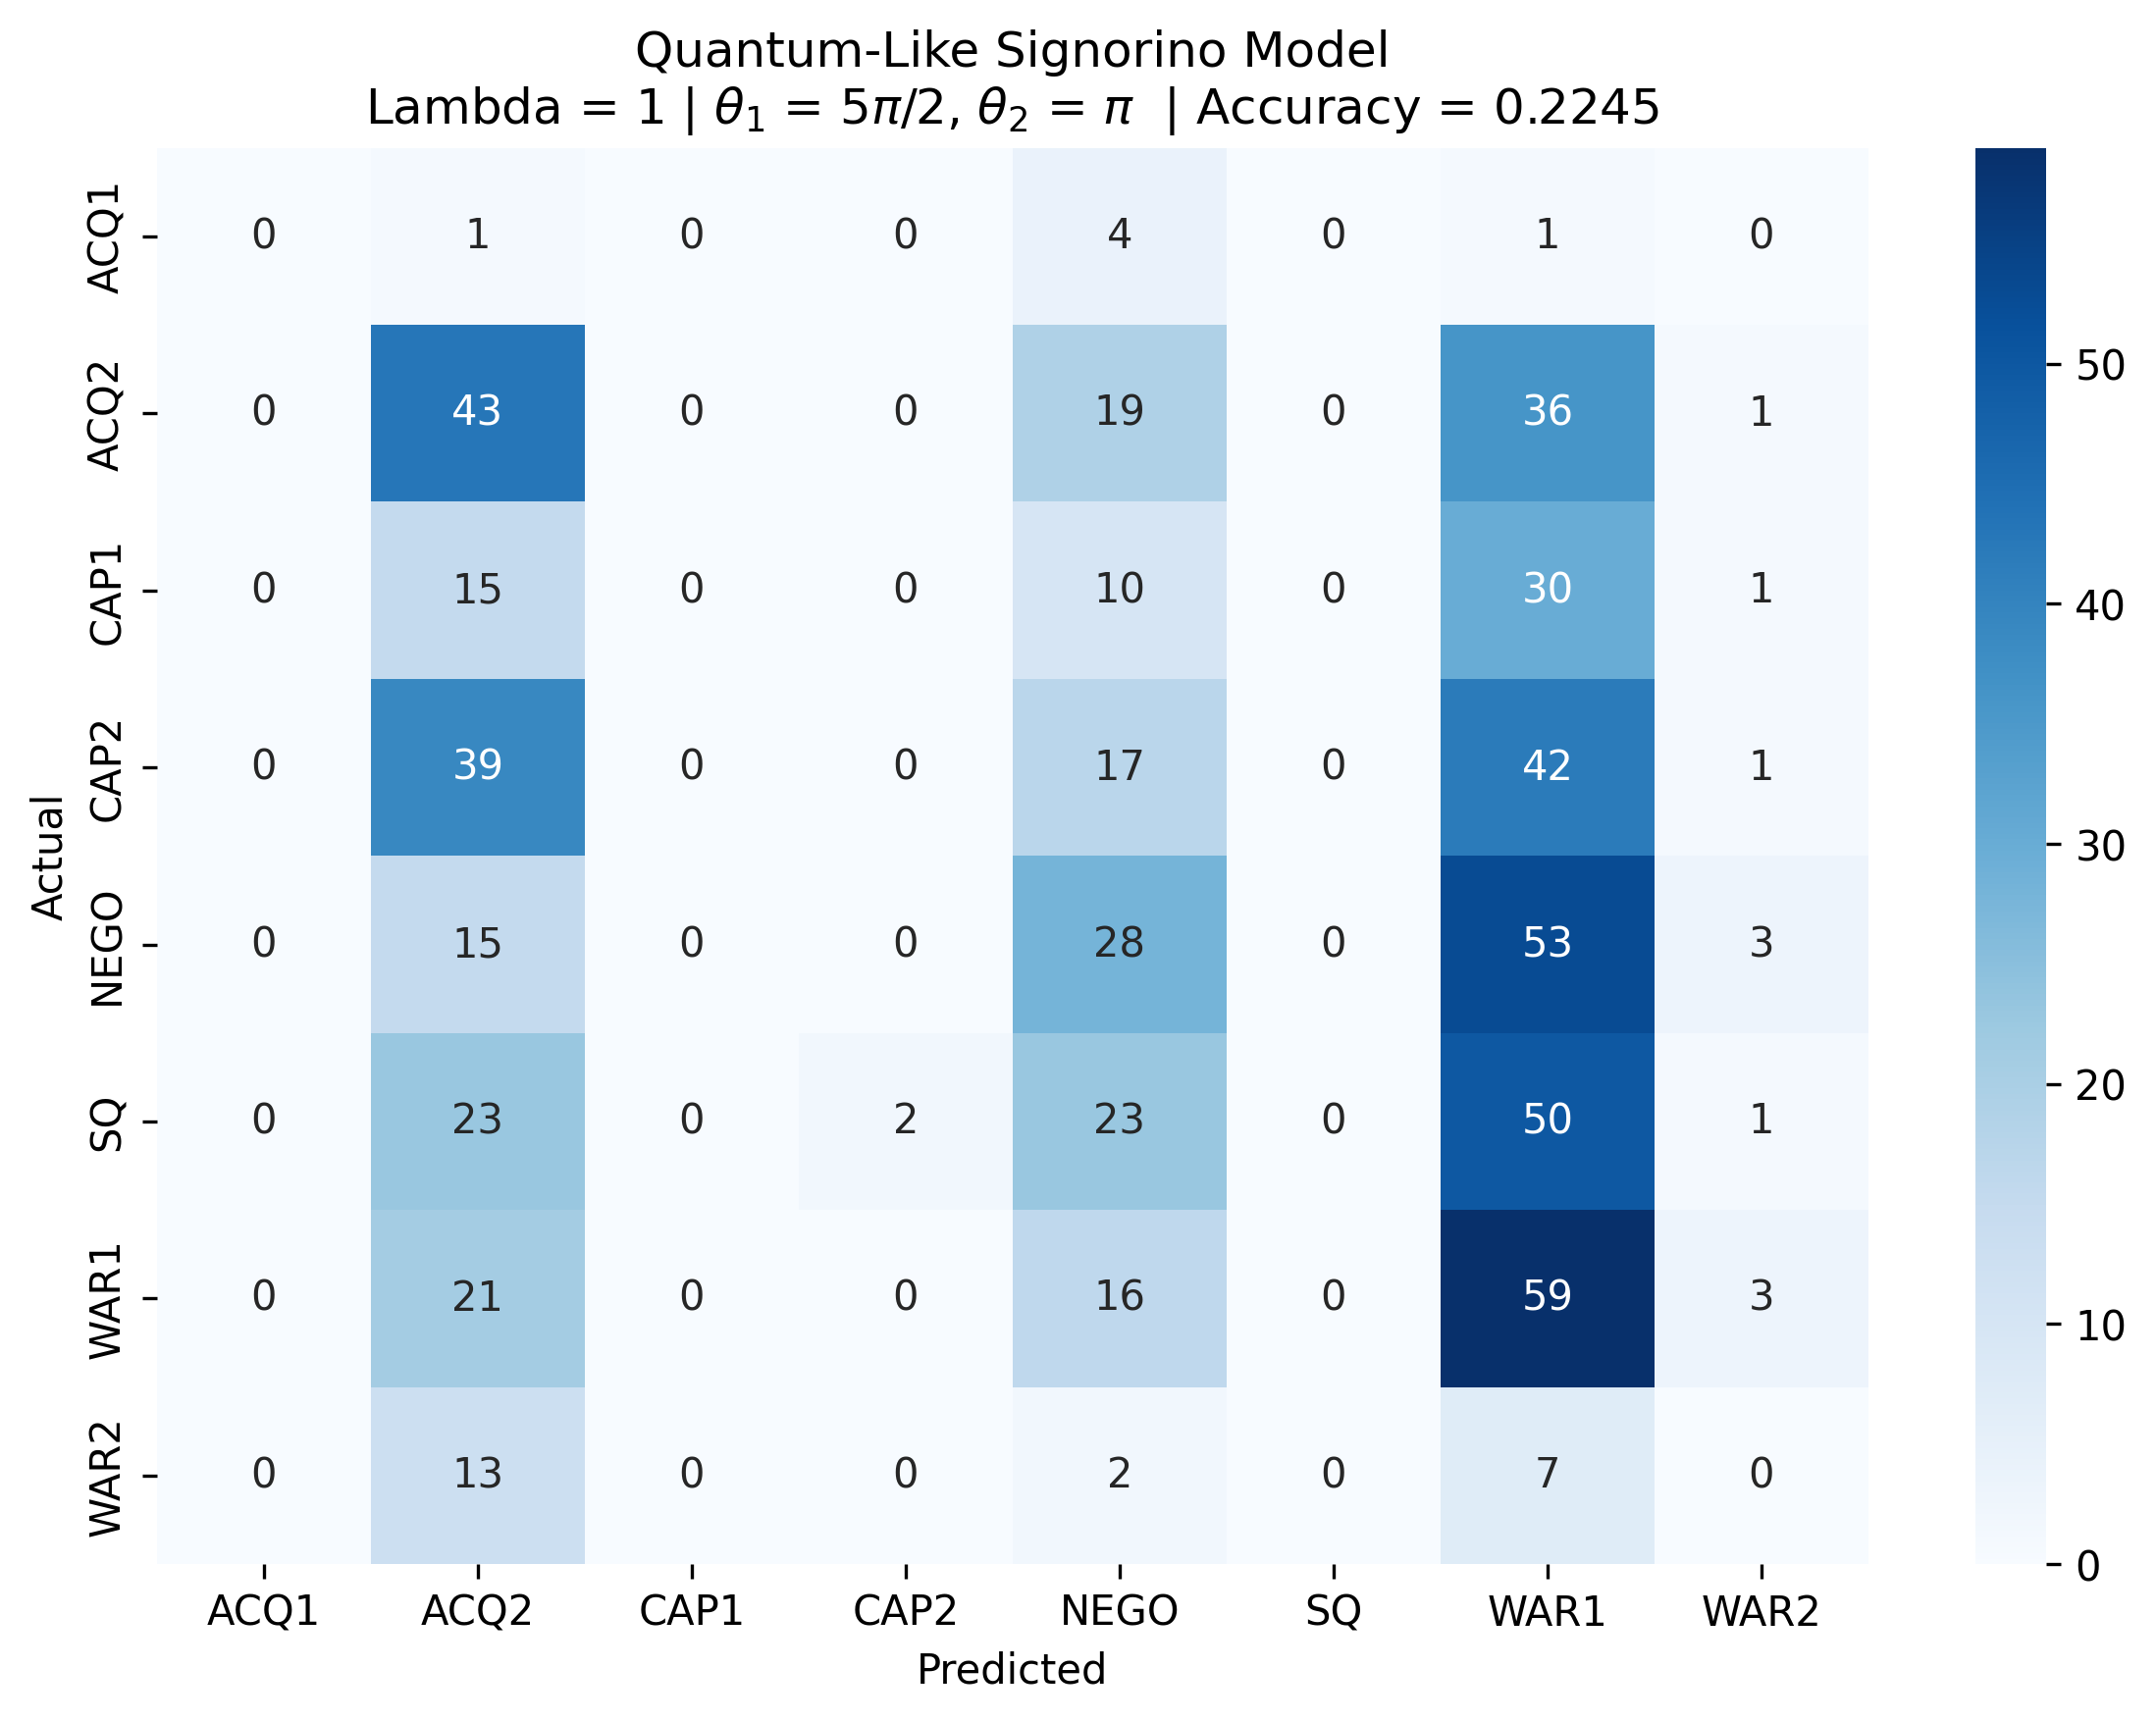 Quantum-Like Signorino Model
Lambda = 1 | θ₁ = 5π/2, θ₂ = π | Accuracy = 0.2245
Actual
ACQ1 0 1 0 0 4 0 1 0
ACQ2 0 43 0 0 19 0 36 1
CAP1 0 15 0 0 10 0 30 1
CAP2 0 39 0 0 17 0 42 1
NEGO 0 15 0 0 28 0 53 3
SQ 0 23 0 2 23 0 50 1
WAR1 0 21 0 0 16 0 59 3
WAR2 0 13 0 0 2 0 7 0
ACQ1 ACQ2 CAP1 CAP2 NEGO SQ WAR1 WAR2
Predicted
50
40
30
20
10
0